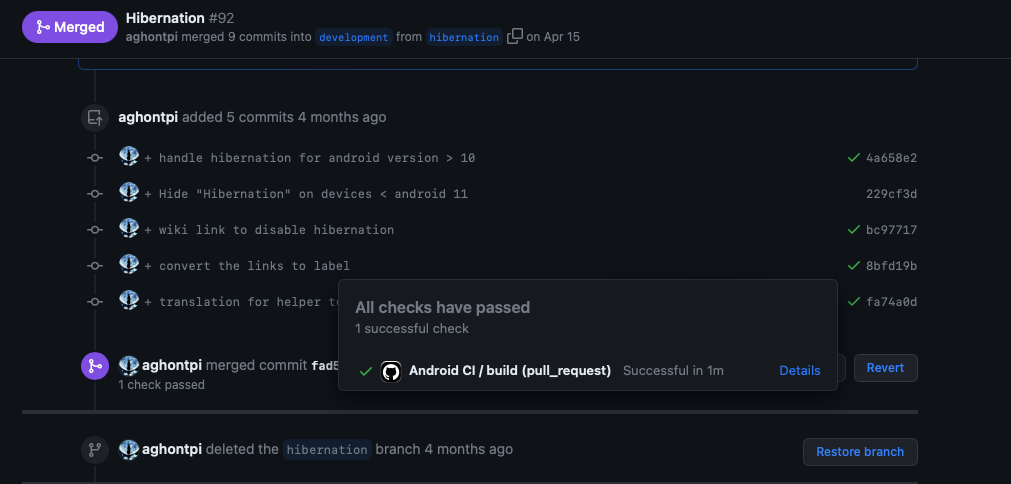 Merged
Hibernation #92
aghontpi merged 9 commits into development from hibernation on Apr 15
aghontpi added 5 commits 4 months ago
+ handle hibernation for android version > 10 4a658e2
+ Hide "Hibernation" on devices < android 11 229cf3d
+ wiki link to disable hibernation bc97717
+ convert the links to label 8bfd19b
+ translation for helper fa74a0d
All checks have passed
1 successful check
Android CI / build (pull_request) Successful in 1m Details
aghontpi merged commit Revert
1 check passed
aghontpi deleted the hibernation branch 4 months ago Restore branch